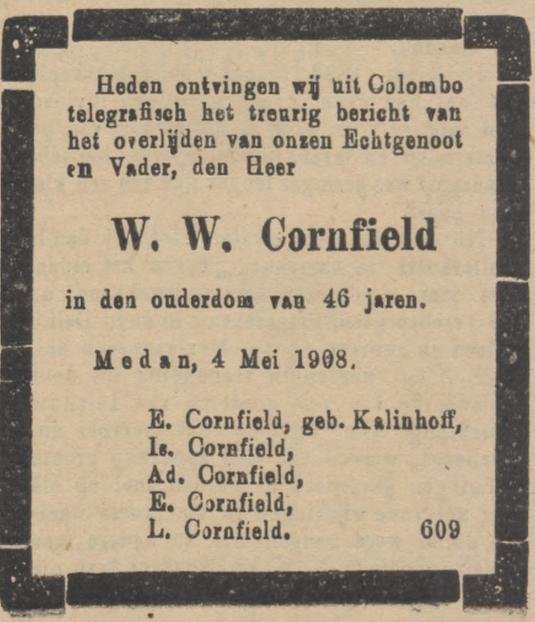 Heden ontvingen wij uit Colombo
telegrafisch het treurig bericht van
het overlijden van onzen Echtgenoot
en Vader, den Heer
W. W. Cornfield
in den ouderdom van 46 jaren.
Medan, 4 Mei 1908.
E. Cornfield, geb. Kalinhoff,
Is. Cornfield,
Ad. Cornfield,
E. Cornfield,
L. Cornfield. 609